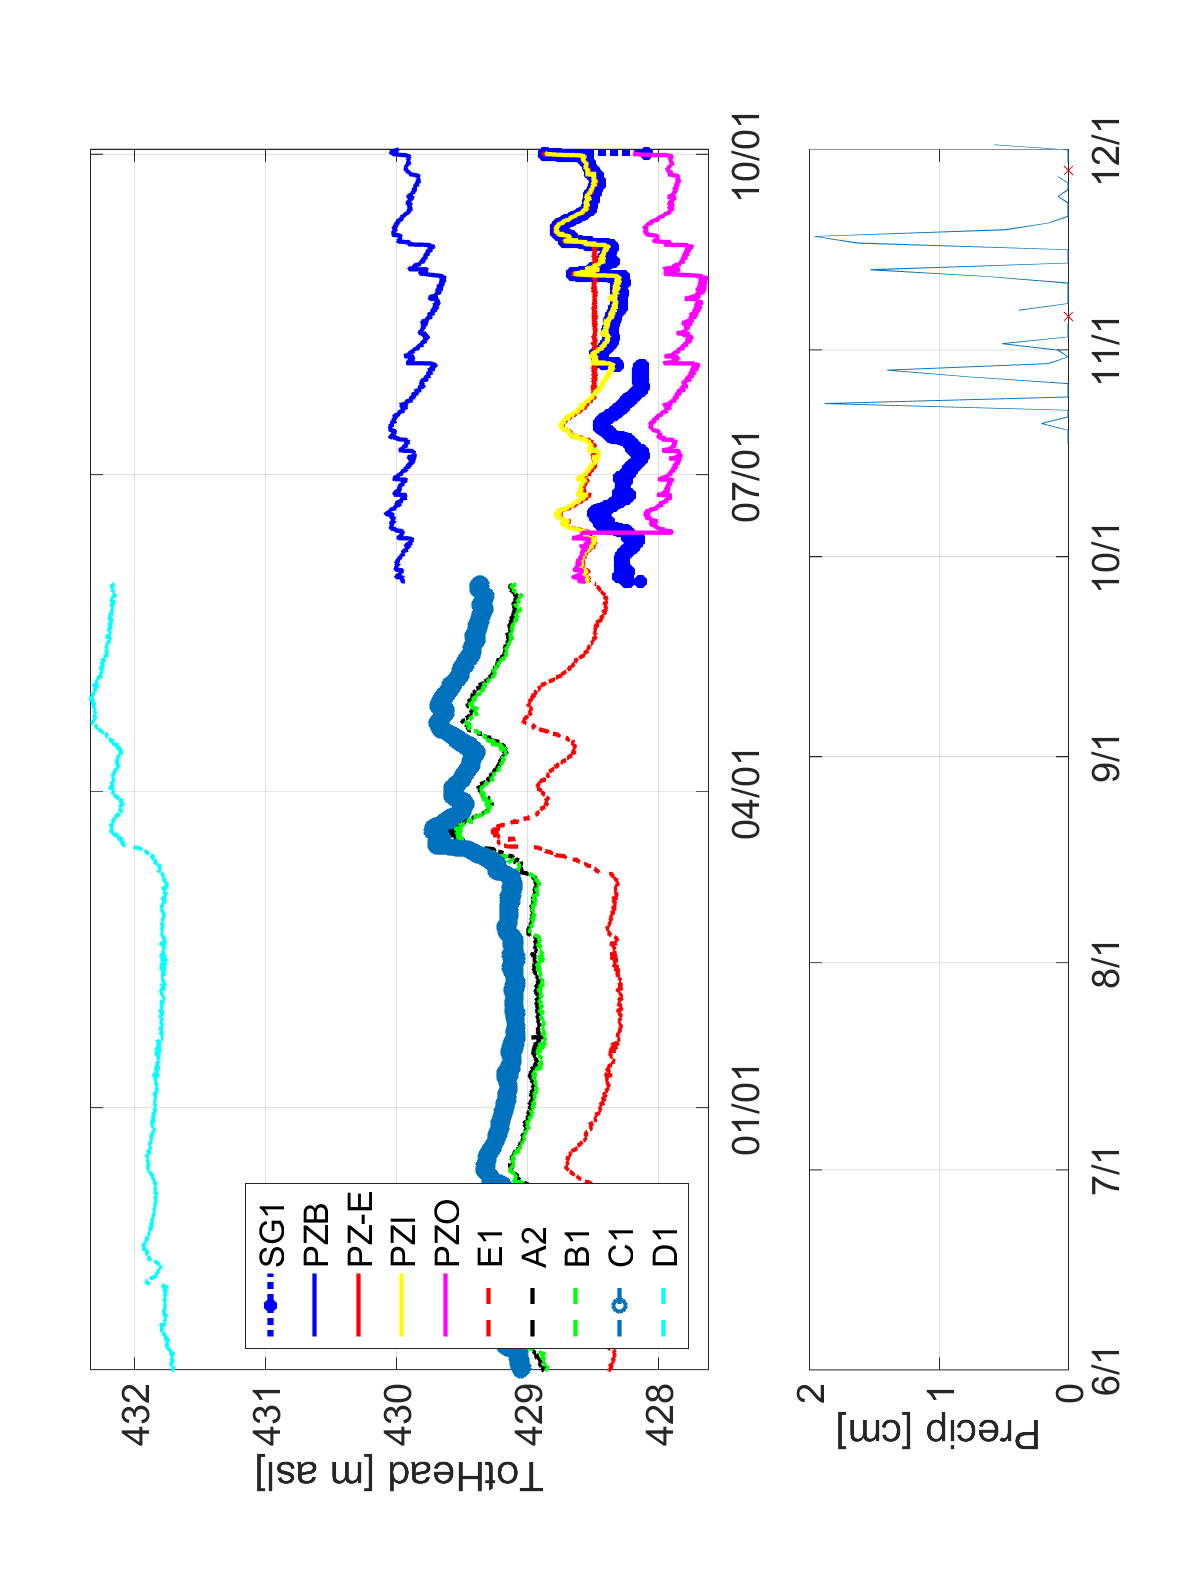 TotHead [m asl]
432
431
430
429
428
SG1
PZB
PZ-E
PZI
PZO
E1
A2
B1
C1
D1
01/01
04/01
07/01
10/01
Precip [cm]
2
1
0
6/1
7/1
8/1
9/1
10/1
11/1
12/1